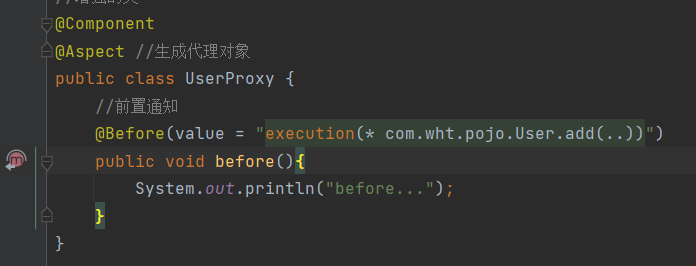 @Component
@Aspect //生成代理对象
public class UserProxy {
//前置通知
@Before(value = "execution(* com.wht.pojo.User.add(..))")
public void before(){
System.out.println("before...");
}
}